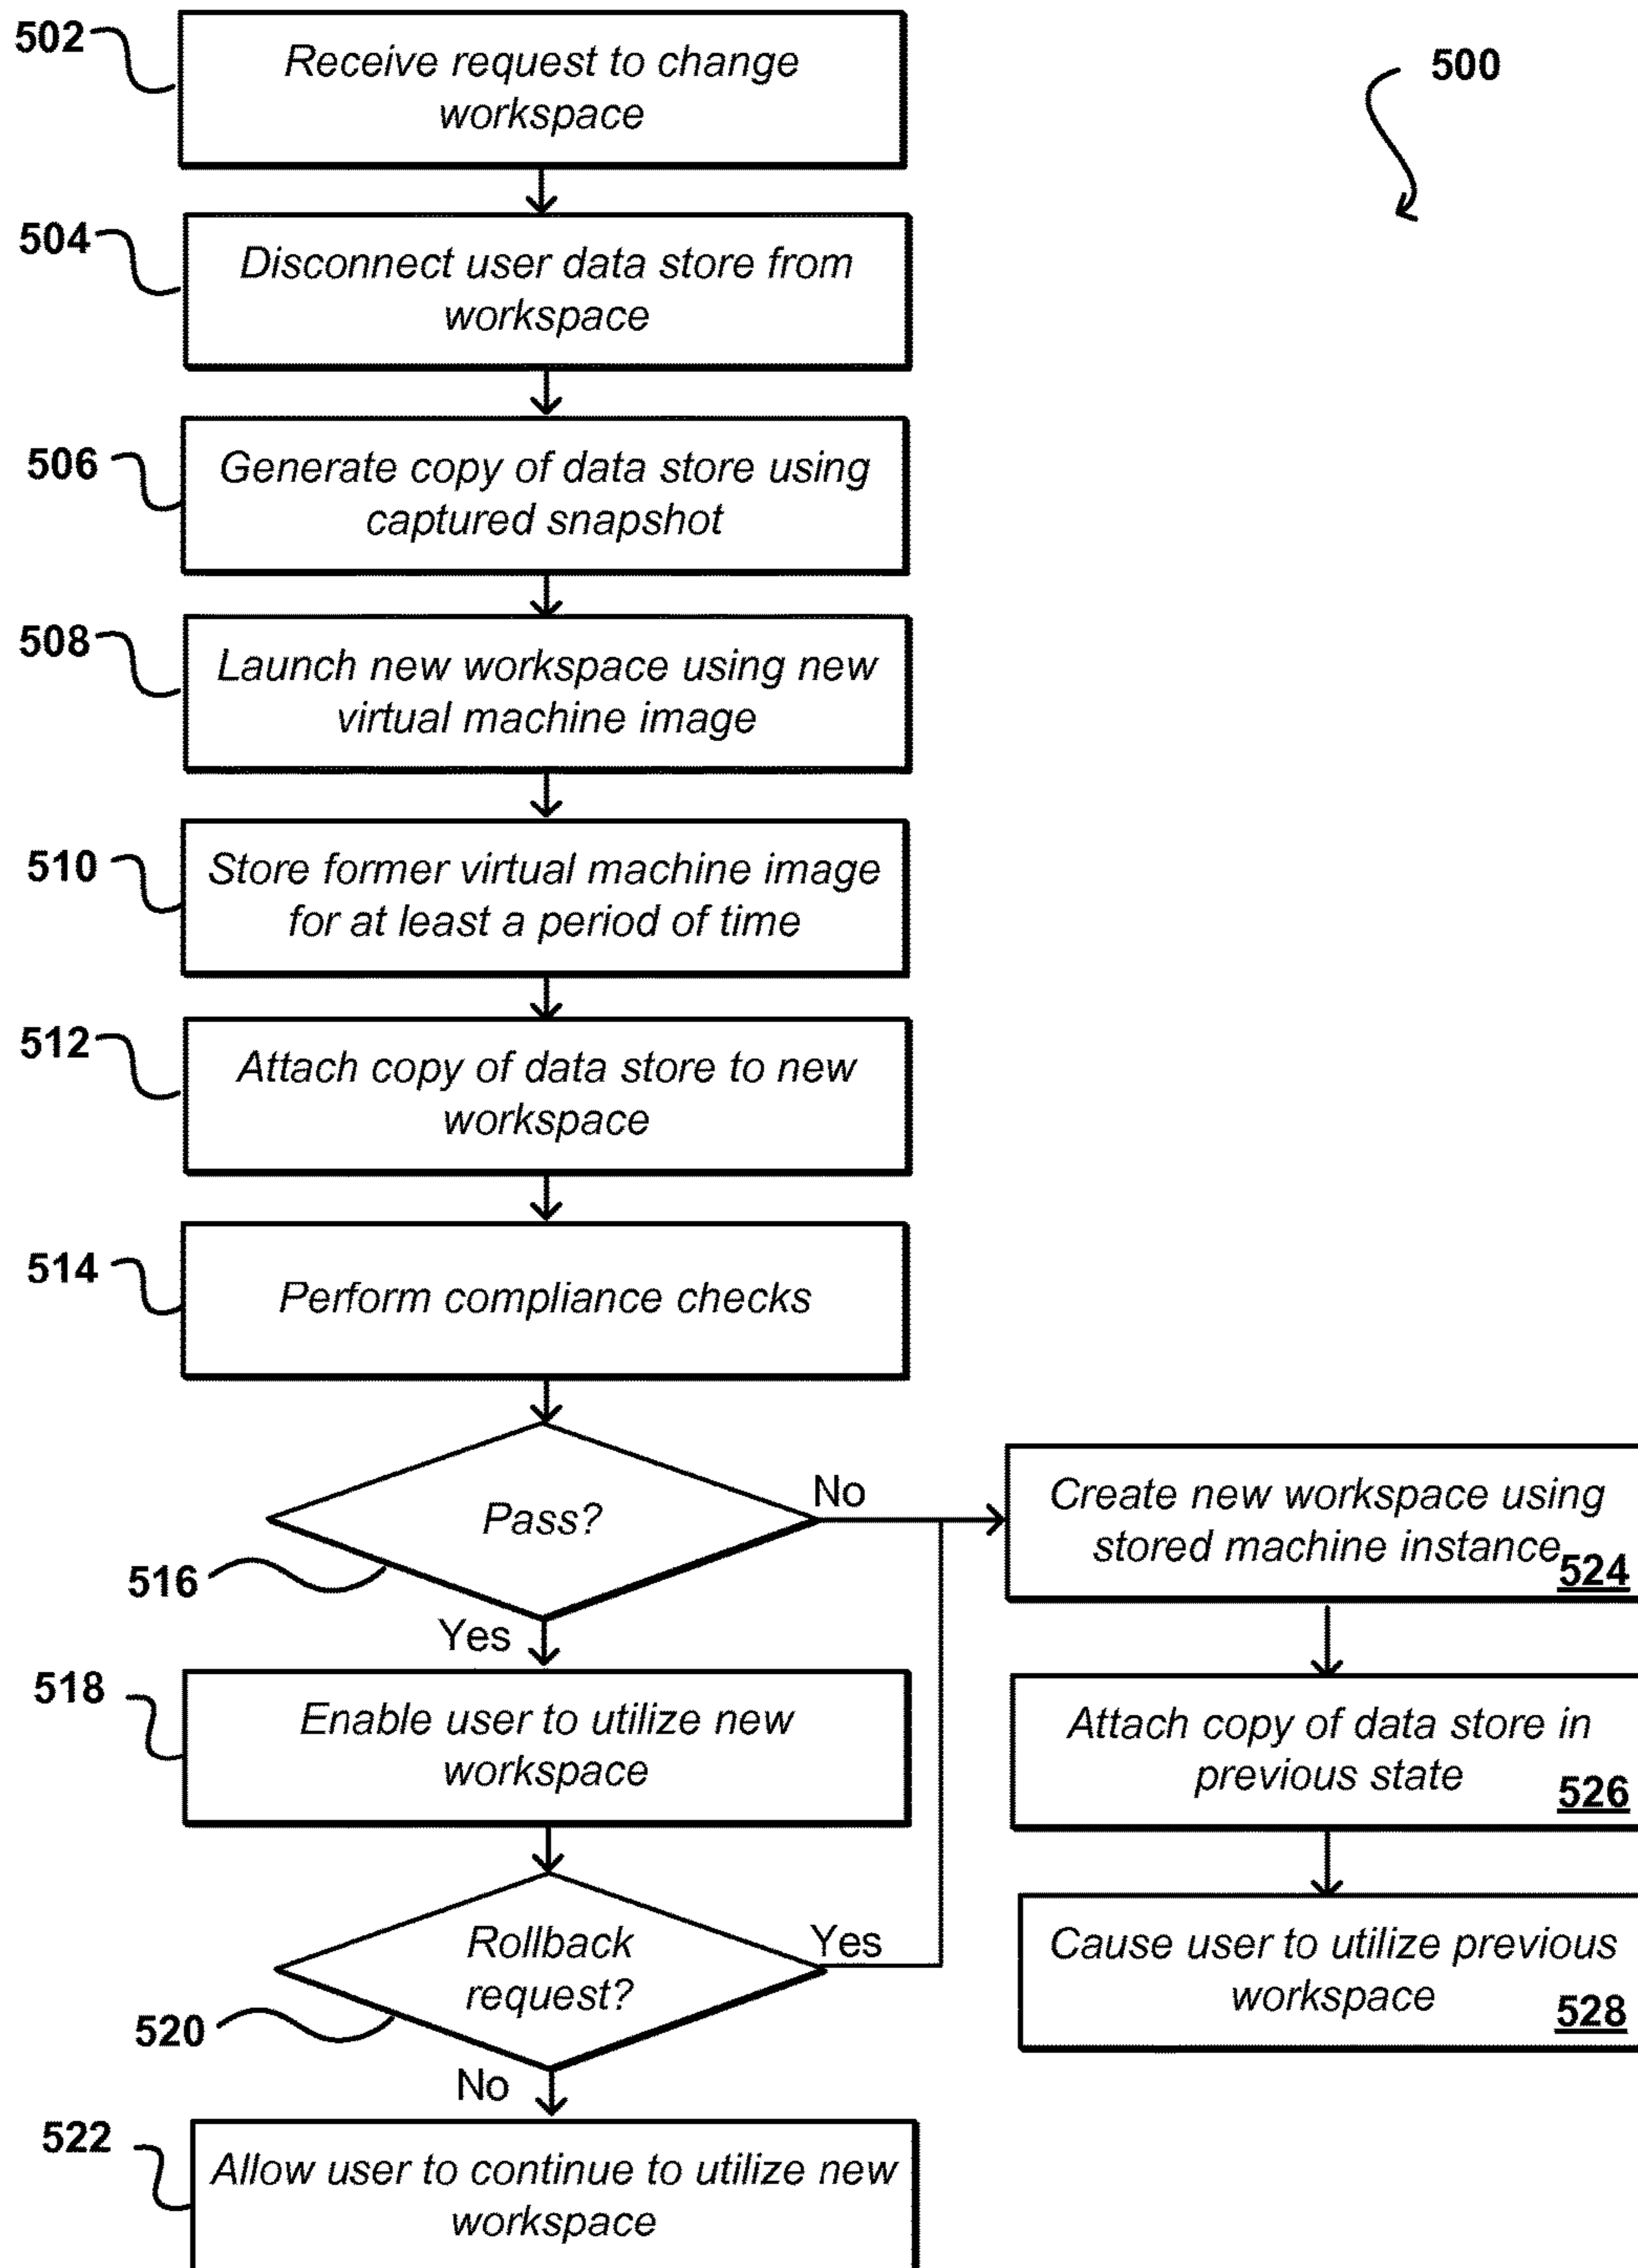 502
Receive request to change
workspace
500
504
Disconnect user data store from
workspace
506
Generate copy of data store using
captured snapshot
508
Launch new workspace using new
virtual machine image
510
Store former virtual machine image
for at least a period of time
512
Attach copy of data store to new
workspace
514
Perform compliance checks
516
Pass?
No
Yes
518
Enable user to utilize new
workspace
520
Rollback
request?
Yes
No
522
Allow user to continue to utilize new
workspace
Create new workspace using
stored machine instance
524
Attach copy of data store in
previous state
526
Cause user to utilize previous
workspace
528